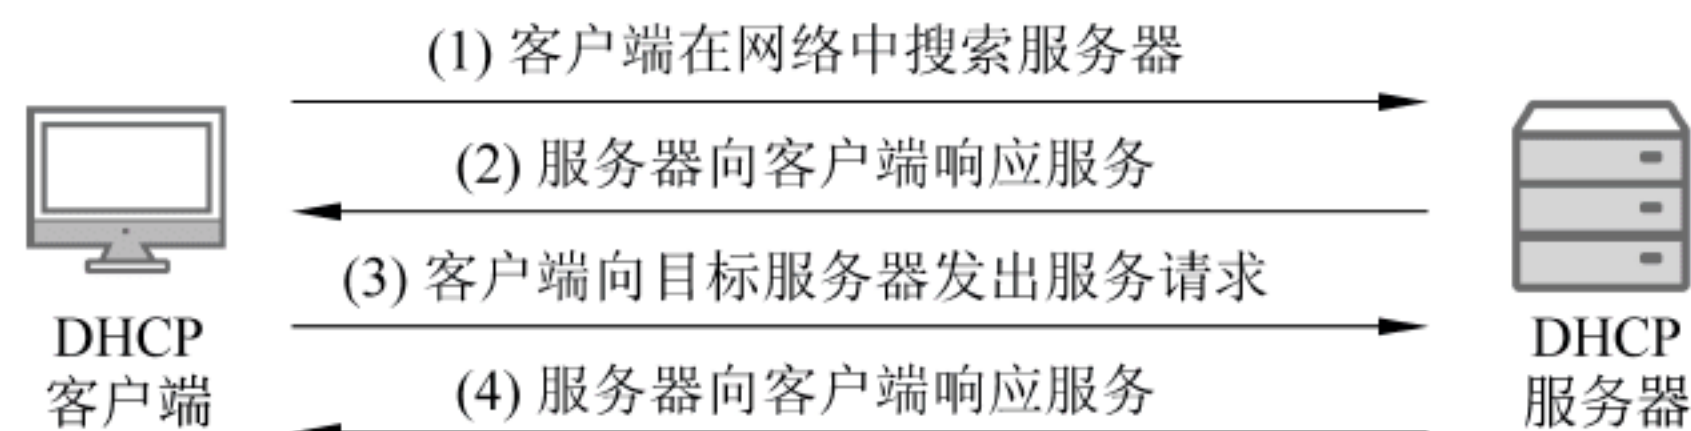 (1) 客户端在网络中搜索服务器
(2) 服务器向客户端响应服务
(3) 客户端向目标服务器发出服务请求
(4) 服务器向客户端响应服务
DHCP
客户端
DHCP
服务器